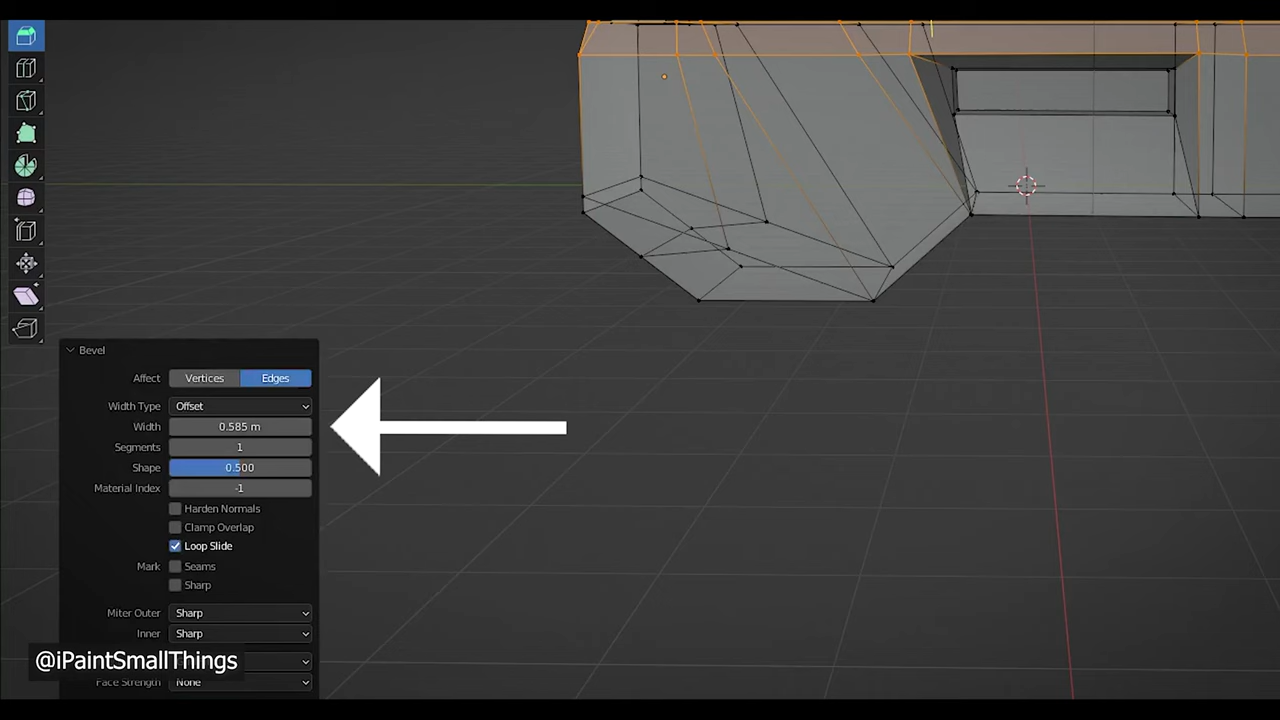 Bevel
Affect Vertices Edges
Width Type Offset
Width 0.585 m
Segments 1
Shape 0.500
Material Index -1
Harden Normals
Clamp Overlap
Loop Slide
Mark Seams
Sharp
Miter Outer Sharp
Inner Sharp
@iPaintSmallThings
Face Strength None